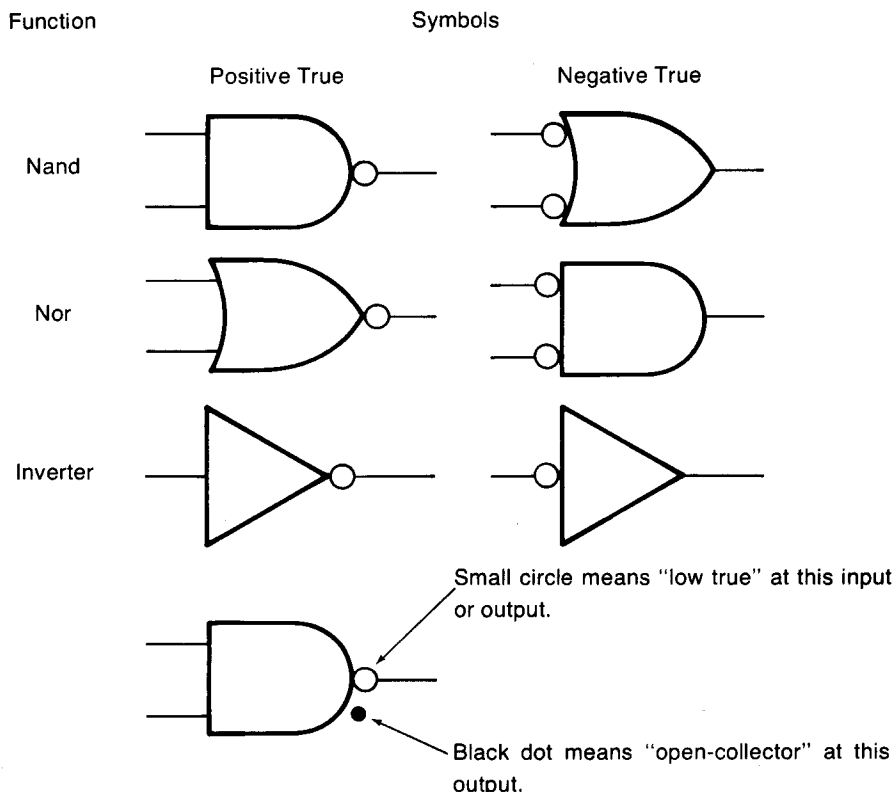 Function
Symbols
Positive True
Negative True
Nand
Nor
Inverter
Small circle means “low true” at this input
or output.
Black dot means “open-collector” at this
output.